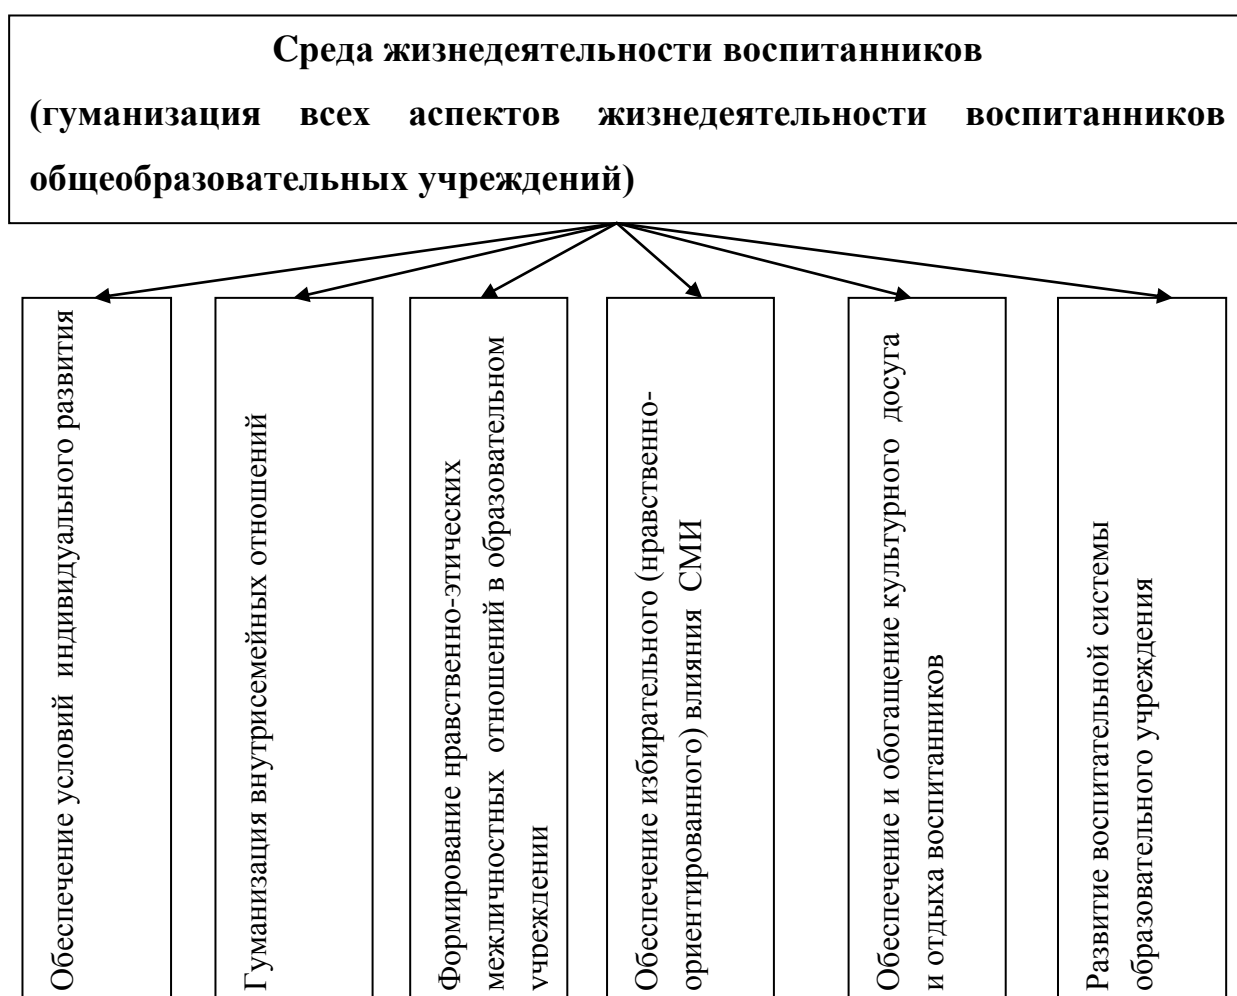 Среда жизнедеятельности воспитанников
(гуманизация всех аспектов жизнедеятельности воспитанников
общеобразовательных учреждений)
Обеспечение условий индивидуального развития
Гуманизация внутрисемейных отношений
Формирование нравственно-этических
межличностных отношений в образовательном
учреждении
Обеспечение избирательного (нравственно-
ориентированного) влияния СМИ
Обеспечение и обогащение культурного досуга
и отдыха воспитанников
Развитие воспитательной системы
образовательного учреждения